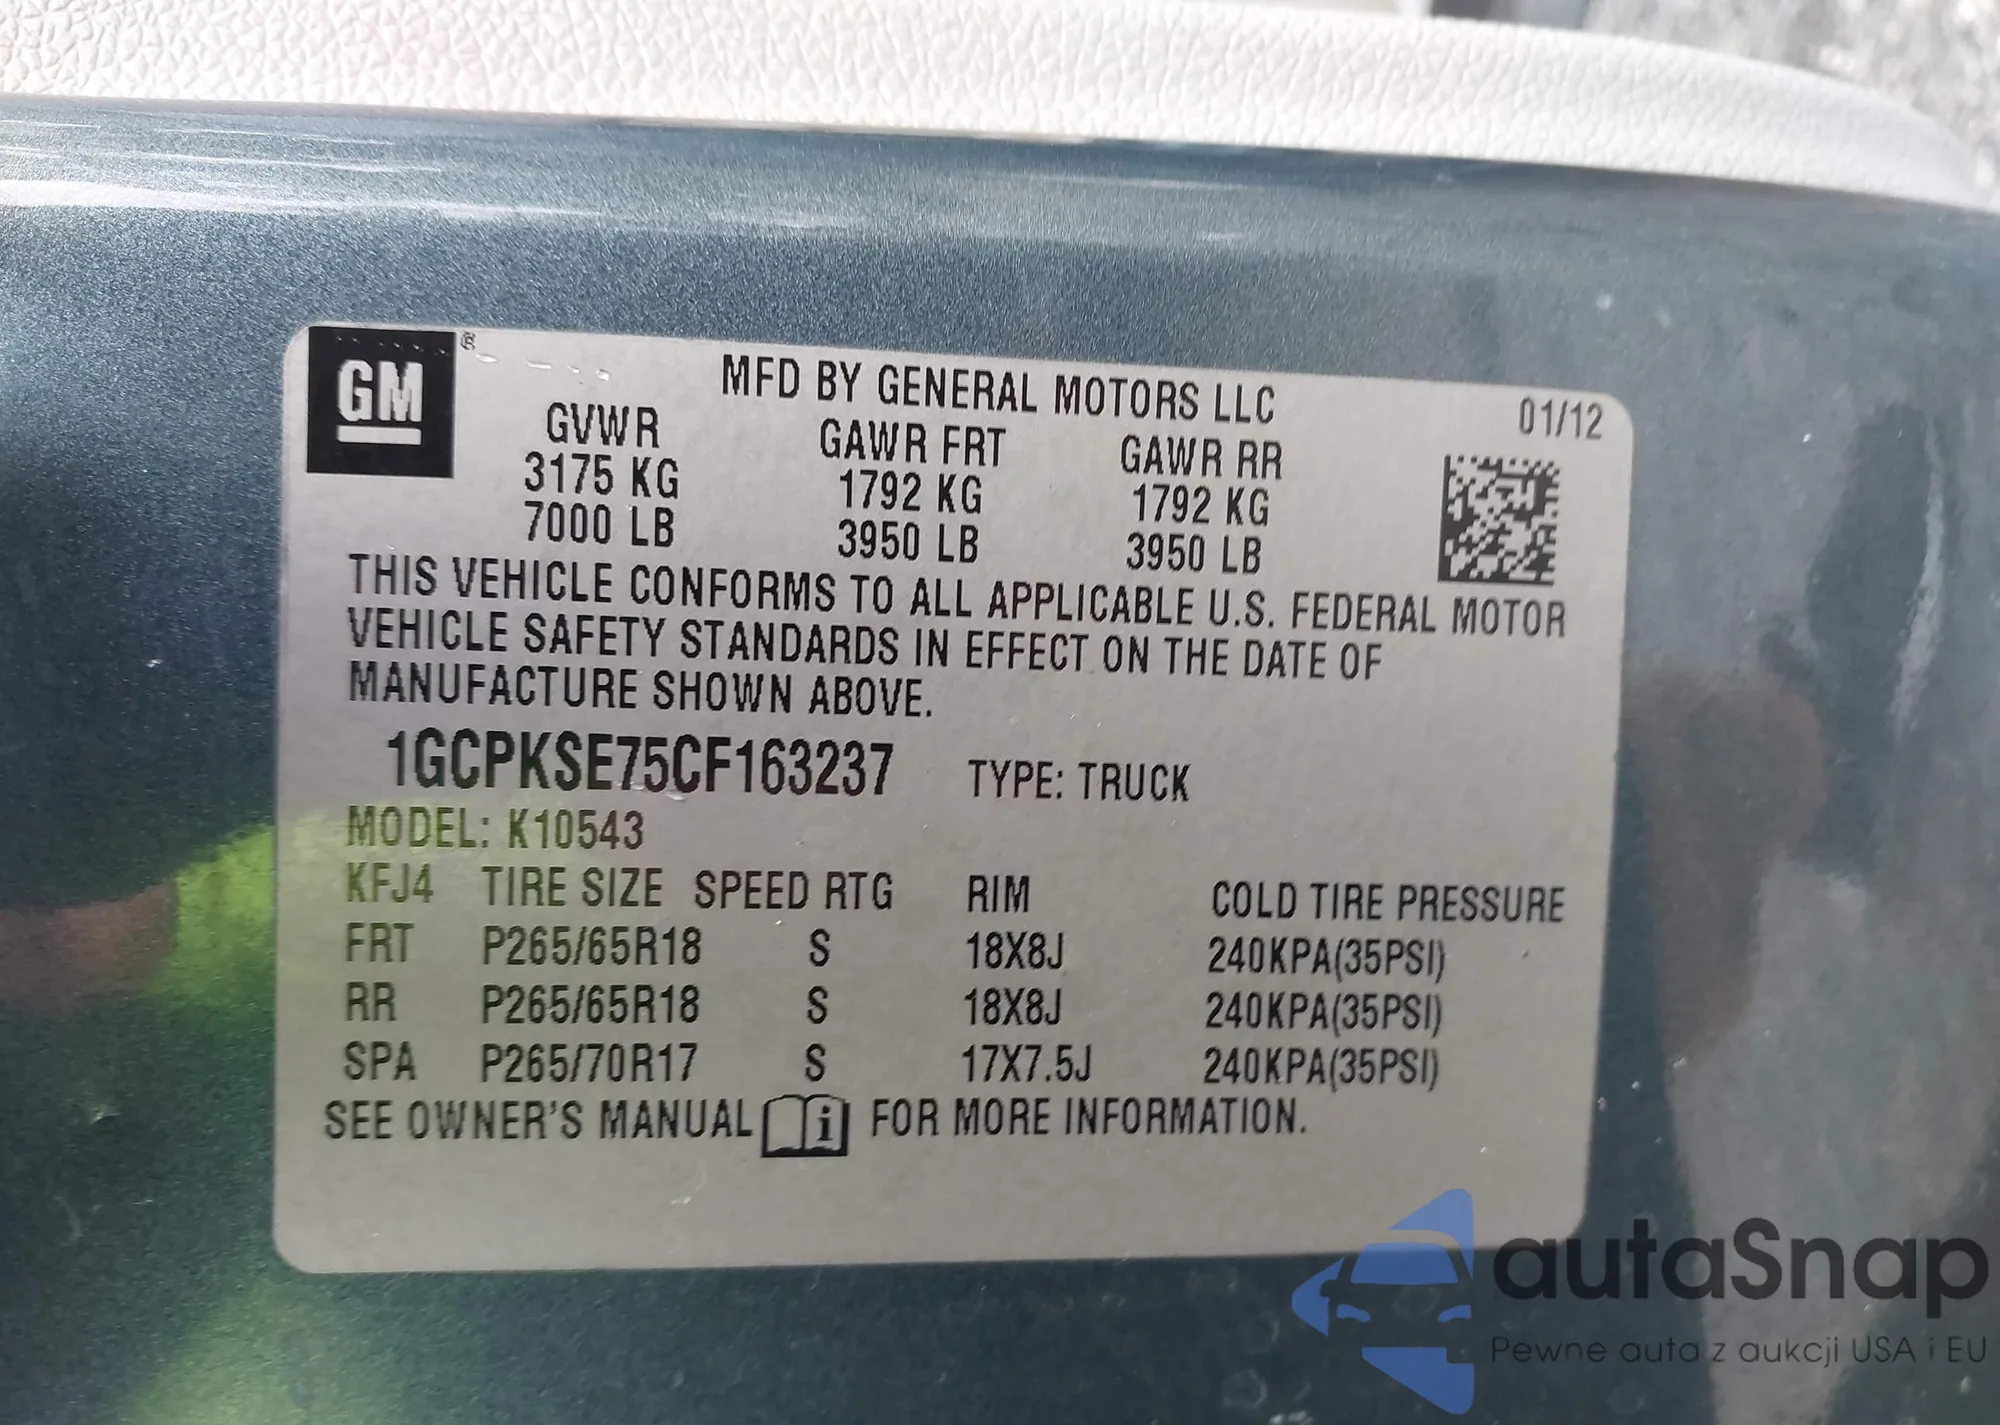 GM ®
MFD BY GENERAL MOTORS LLC
01/12
GVWR GAWR FRT GAWR RR
3175 KG 1792 KG 1792 KG
7000 LB 3950 LB 3950 LB
THIS VEHICLE CONFORMS TO ALL APPLICABLE U.S. FEDERAL MOTOR
VEHICLE SAFETY STANDARDS IN EFFECT ON THE DATE OF
MANUFACTURE SHOWN ABOVE.
1GCPKSE75CF163237 TYPE: TRUCK
MODEL: K10543
KFJ4 TIRE SIZE SPEED RTG RIM COLD TIRE PRESSURE
FRT P265/65R18 S 18X8J 240KPA(35PSI)
RR P265/65R18 S 18X8J 240KPA(35PSI)
SPA P265/70R17 S 17X7.5J 240KPA(35PSI)
SEE OWNER'S MANUAL i FOR MORE INFORMATION.
autaSnap
Pewne auta z aukcji USA i EU